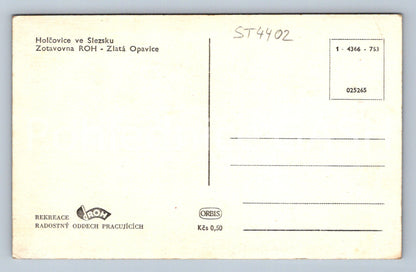 Holčovice ve Slezsku
Zotavovna ROH - Zlatá Opavice
ST4402
1 - 4366 - 753
025265
REKREACE ROH
RADOSTNÝ ODDECH PRACUJÍCÍCH
ORBIS
Kčs 0,50